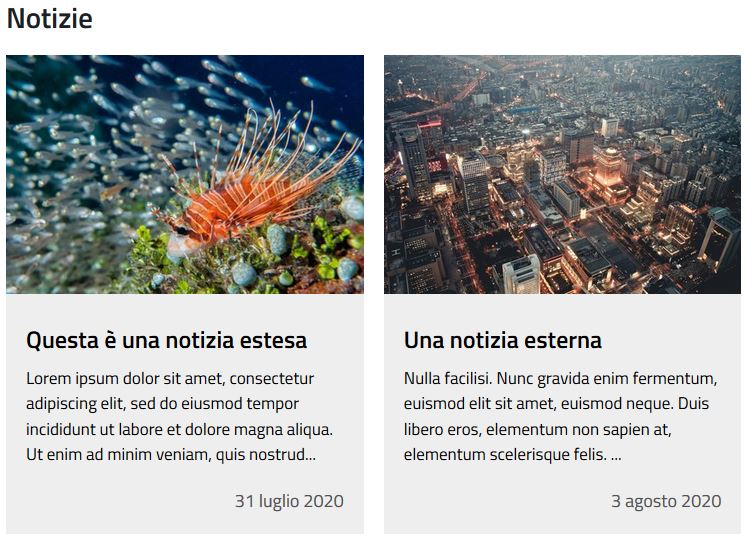 Notizie
Questa è una notizia estesa
Lorem ipsum dolor sit amet, consectetur
adipiscing elit, sed do eiusmod tempor
incididunt ut labore et dolore magna aliqua.
Ut enim ad minim veniam, quis nostrud...
31 luglio 2020
Una notizia esterna
Nulla facilisi. Nunc gravida enim fermentum,
euismod elit sit amet, euismod neque. Duis
libero eros, elementum non sapien at,
elementum scelerisque felis. ...
3 agosto 2020